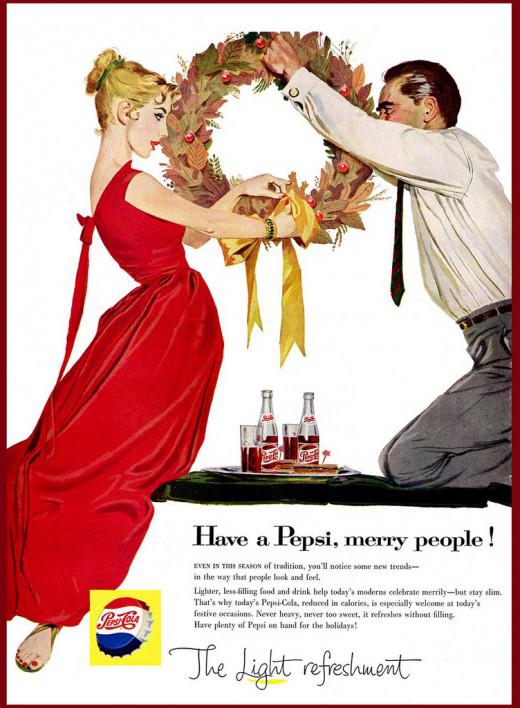 Have a Pepsi, merry people!
EVEN IN THIS SEASON of tradition, you'll notice some new trends—
in the way that people look and feel.
Lighter, less-filling food and drink help today's moderns celebrate merrily—but stay slim.
That's why today's Pepsi-Cola, reduced in calories, is especially welcome at today's
festive occasions. Never heavy, never too sweet, it refreshes without filling.
Have plenty of Pepsi on hand for the holidays!
PEPSI-COLA
The Light refreshment